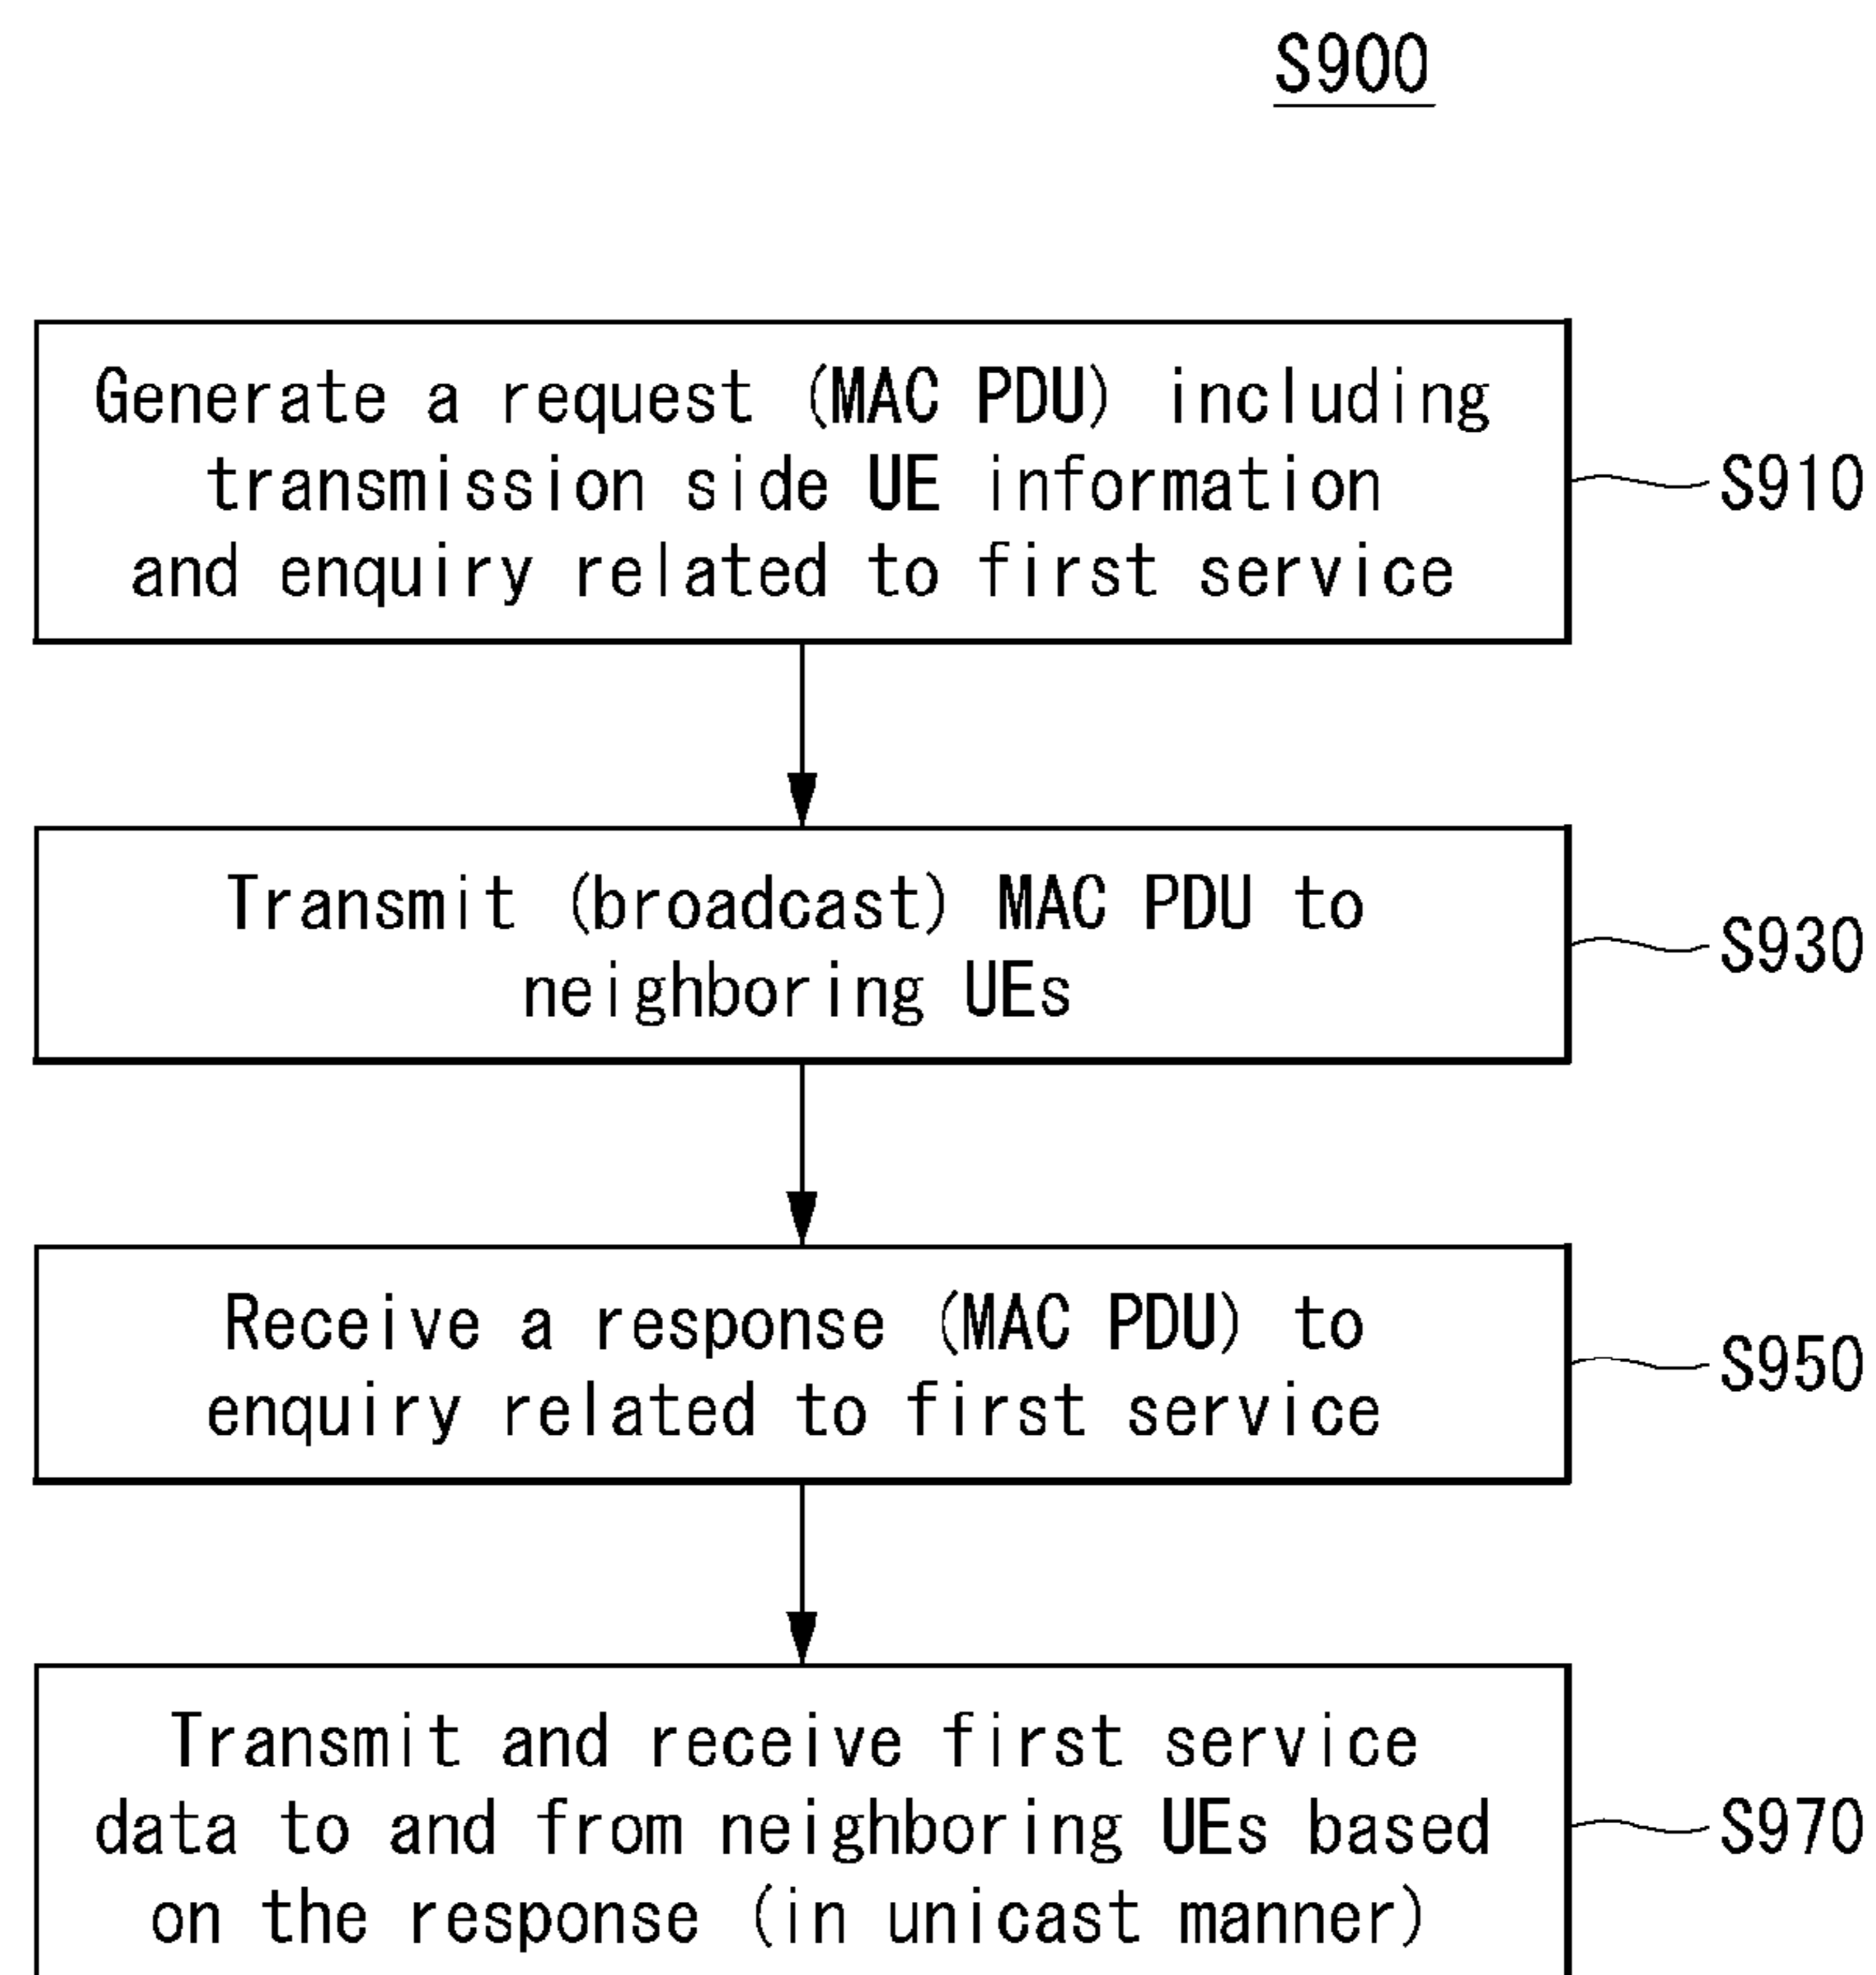 S900
Generate a request (MAC PDU) including
transmission side UE information
and enquiry related to first service
S910
Transmit (broadcast) MAC PDU to
neighboring UEs
S930
Receive a response (MAC PDU) to
enquiry related to first service
S950
Transmit and receive first service
data to and from neighboring UEs based
on the response (in unicast manner)
S970